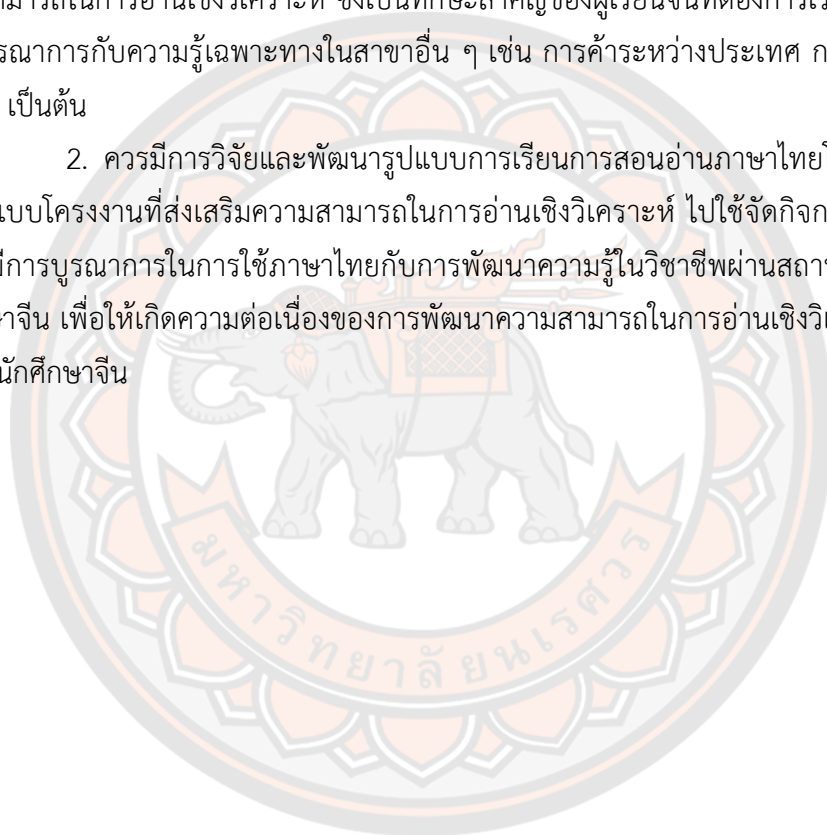 สามารถในการอ่านเชิงวิเคราะห์ ซึ่งเป็นทักษะสำคัญของผู้เรียนจีนที่ต้องการเร
รณาการกับความรู้เฉพาะทางในสาขาอื่น ๆ เช่น การค้าระหว่างประเทศ ก
เป็นต้น
2. ควรมีการวิจัยและพัฒนารูปแบบการเรียนการสอนอ่านภาษาไทยโ
แบบโครงงานที่ส่งเสริมความสามารถในการอ่านเชิงวิเคราะห์ ไปใช้จัดกิจก
มีการบูรณาการในการใช้ภาษาไทยกับการพัฒนาความรู้ในวิชาชีพผ่านสถาน
ษาจีน เพื่อให้เกิดความต่อเนื่องของการพัฒนาความสามารถในการอ่านเชิงวิเ
นักศึกษาจีน
มหาวิทยาลัยนเรศวร